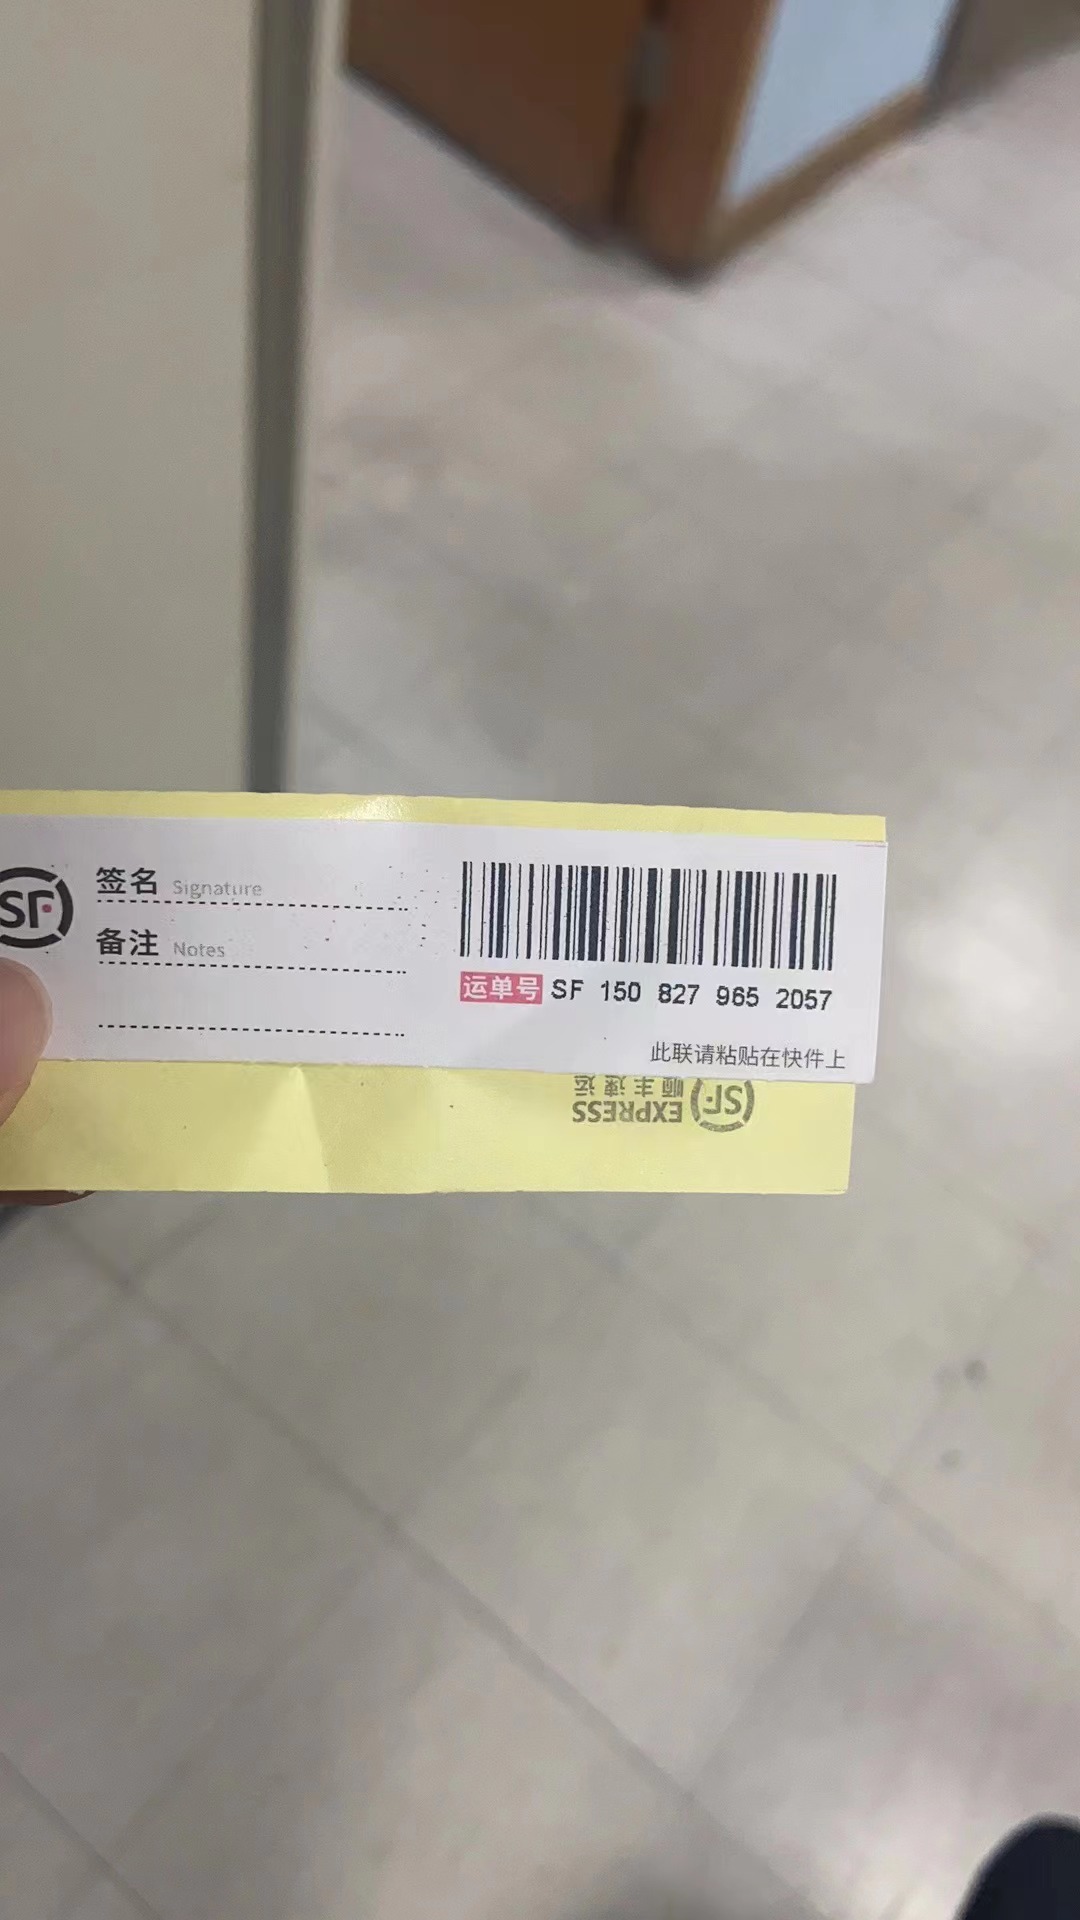 SF
签名 Signature
备注 Notes
运单号 SF 150 827 965 2057
此联请粘贴在快件上
SF
顺丰速运
EXPRESS